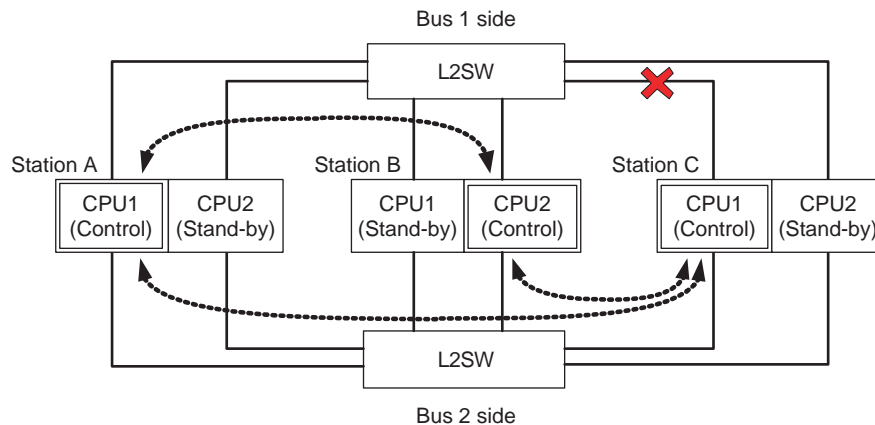 Bus 1 side
L2SW
Station A
Station B
Station C
CPU1
(Control)
CPU2
(Stand-by)
CPU1
(Stand-by)
CPU2
(Control)
CPU1
(Control)
CPU2
(Stand-by)
L2SW
Bus 2 side